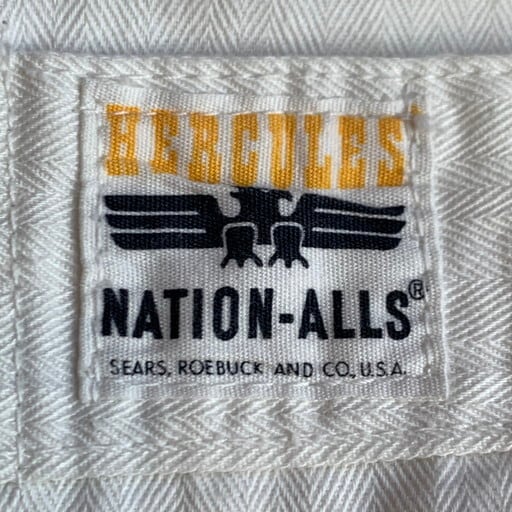 HERCULES
NATION-ALLS®
SEARS, ROEBUCK AND CO., U.S.A.